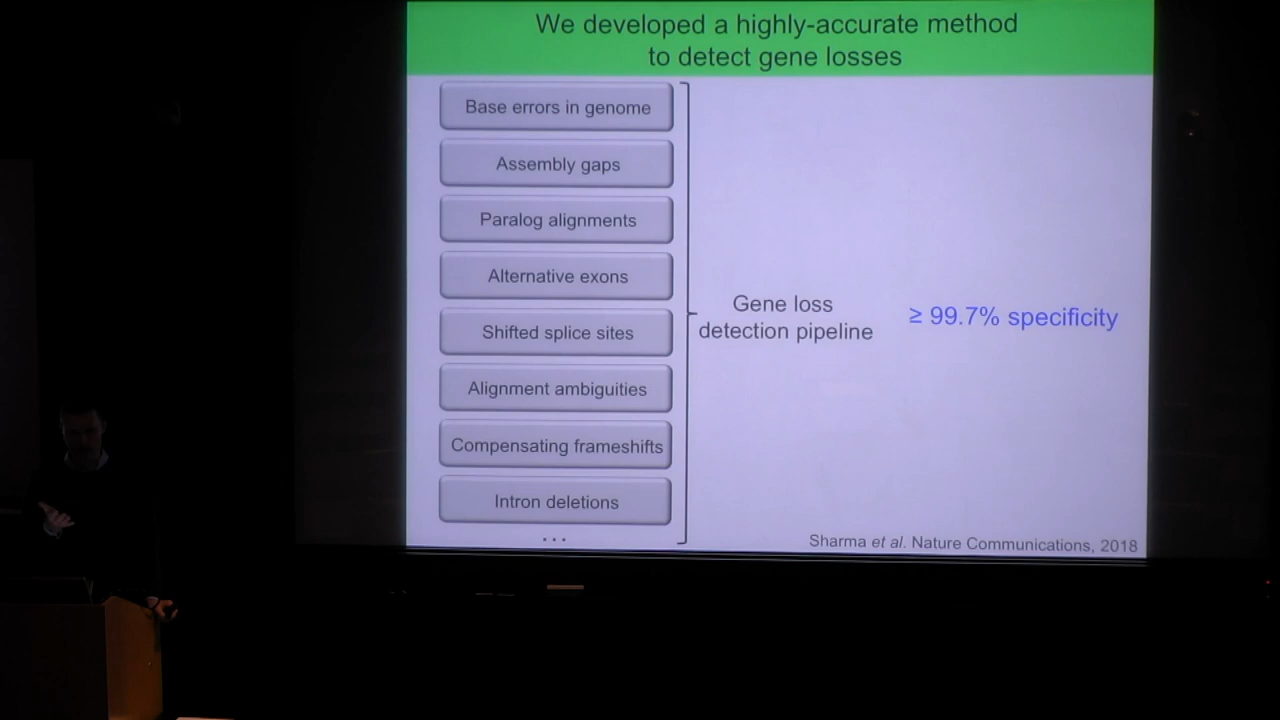 We developed a highly-accurate method
to detect gene losses
Base errors in genome
Assembly gaps
Paralog alignments
Alternative exons
Shifted splice sites
Alignment ambiguities
Compensating frameshifts
Intron deletions
...
Gene loss
detection pipeline
≥ 99.7% specificity
Sharma et al. Nature Communications, 2018